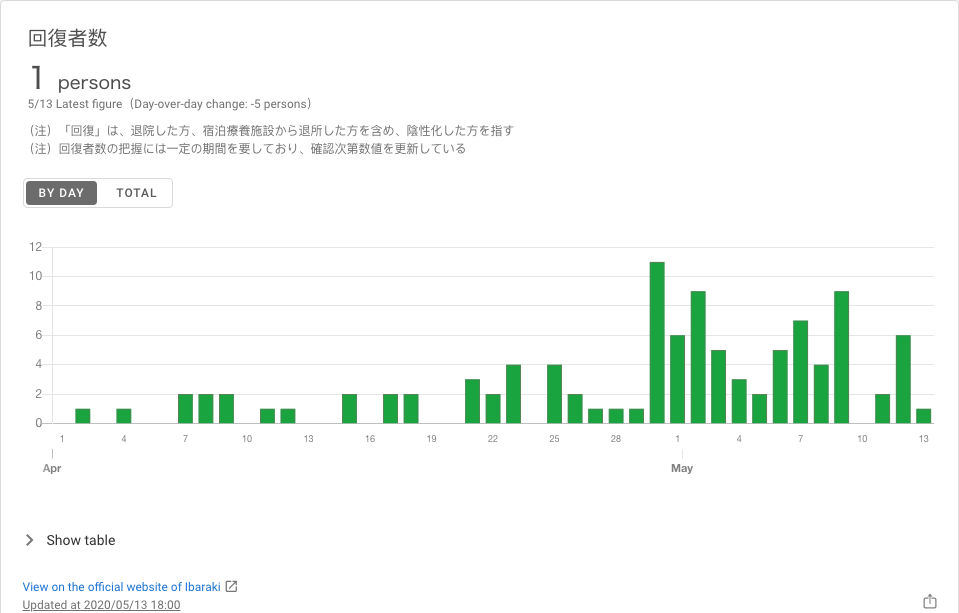 回復者数
1 persons
5/13 Latest figure（Day-over-day change: -5 persons）
（注）「回復」は、退院した方、宿泊療養施設から退所した方を含め、陰性化した方を指す
（注）回復者数の把握には一定の期間を要しており、確認次第数値を更新している
BY DAY TOTAL
12
10
8
6
4
2
0
1 4 7 10 13 16 19 22 25 28 1 4 7 10 13
Apr May
Show table
View on the official website of Ibaraki
Updated at 2020/05/13 18:00